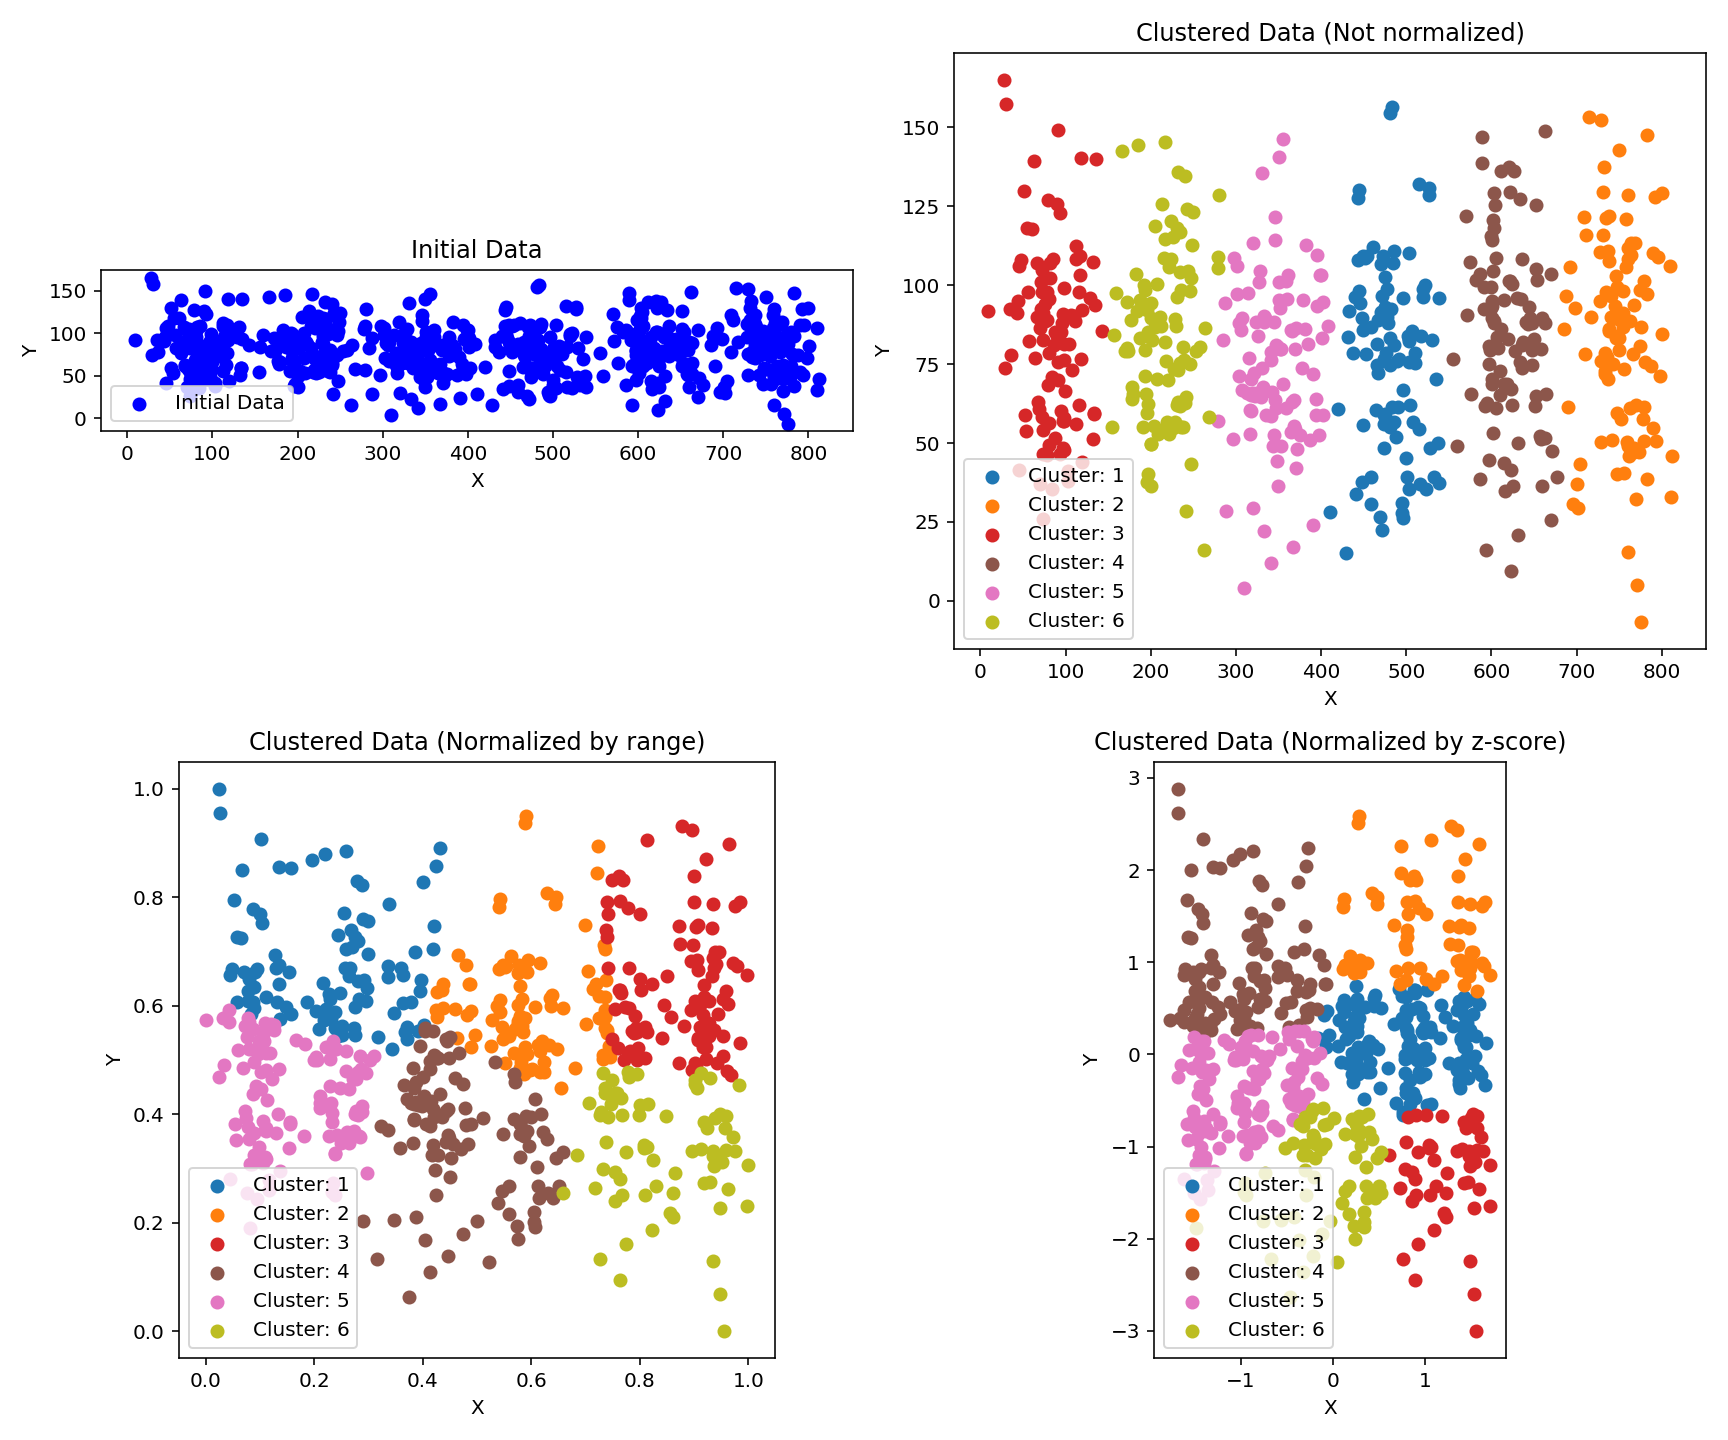 Initial Data
Y
150
100
50
0
Initial Data
0 100 200 300 400 500 600 700 800
X
Clustered Data (Not normalized)
Y
150
125
100
75
50
25
0
Cluster: 1
Cluster: 2
Cluster: 3
Cluster: 4
Cluster: 5
Cluster: 6
0 100 200 300 400 500 600 700 800
X
Clustered Data (Normalized by range)
Y
1.0
0.8
0.6
0.4
0.2
0.0
Cluster: 1
Cluster: 2
Cluster: 3
Cluster: 4
Cluster: 5
Cluster: 6
0.0 0.2 0.4 0.6 0.8 1.0
X
Clustered Data (Normalized by z-score)
Y
3
2
1
0
−1
−2
−3
Cluster: 1
Cluster: 2
Cluster: 3
Cluster: 4
Cluster: 5
Cluster: 6
−1 0 1
X